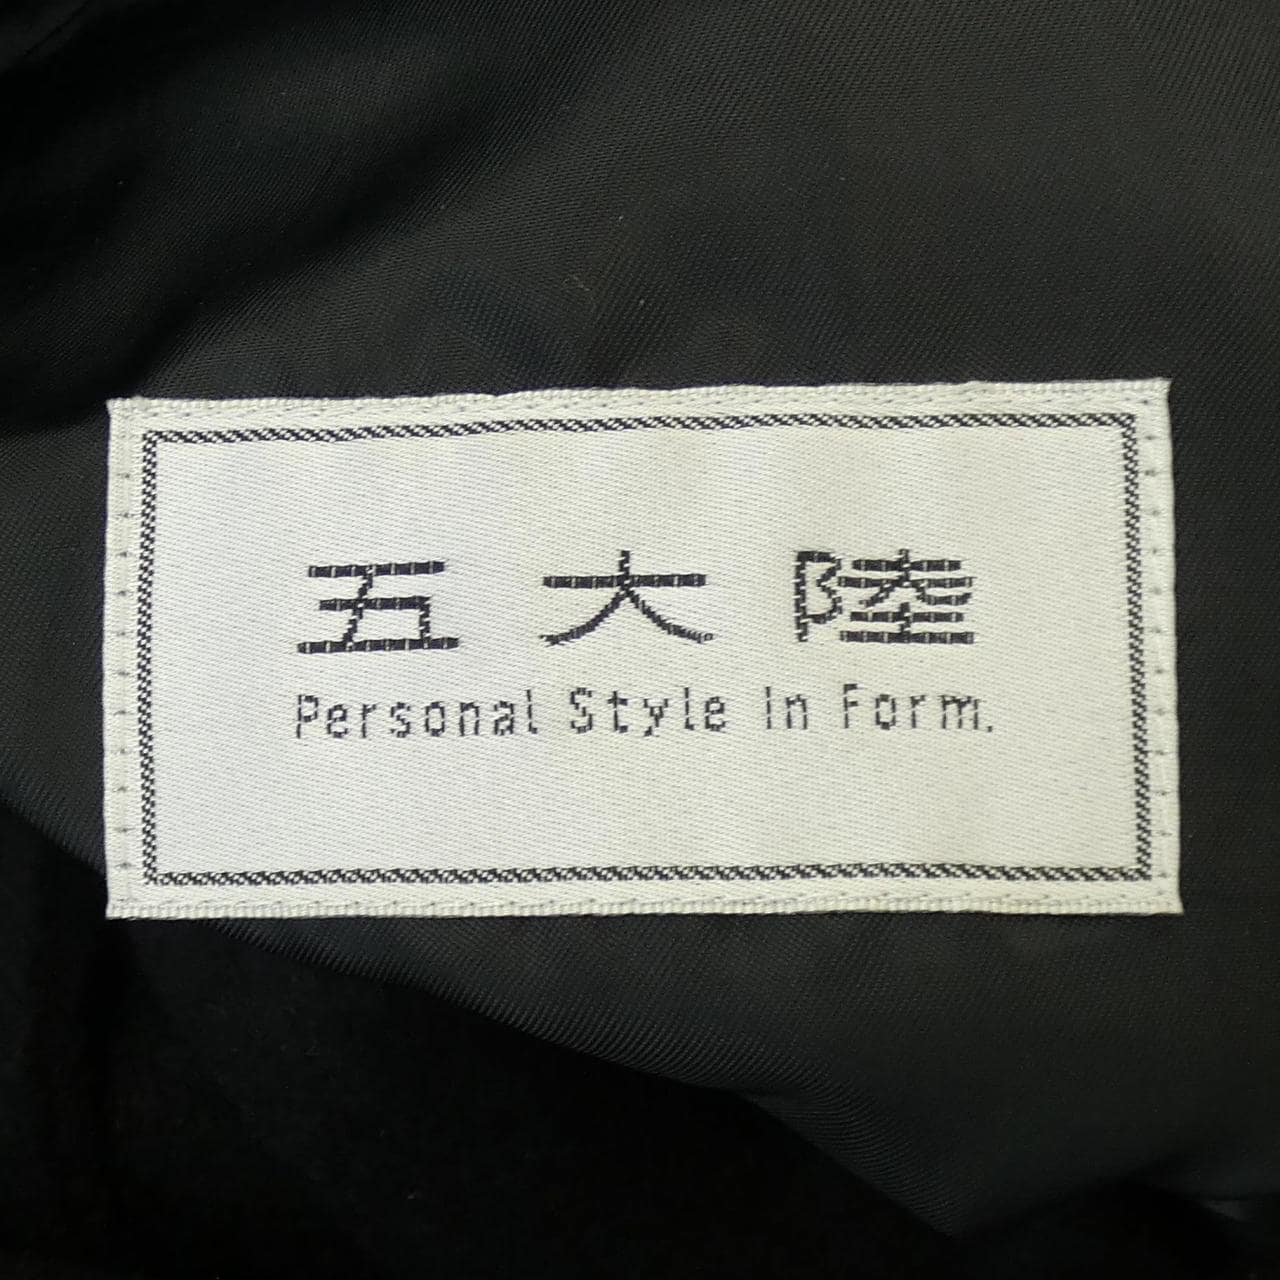 五大陸
Personal Style in Form.